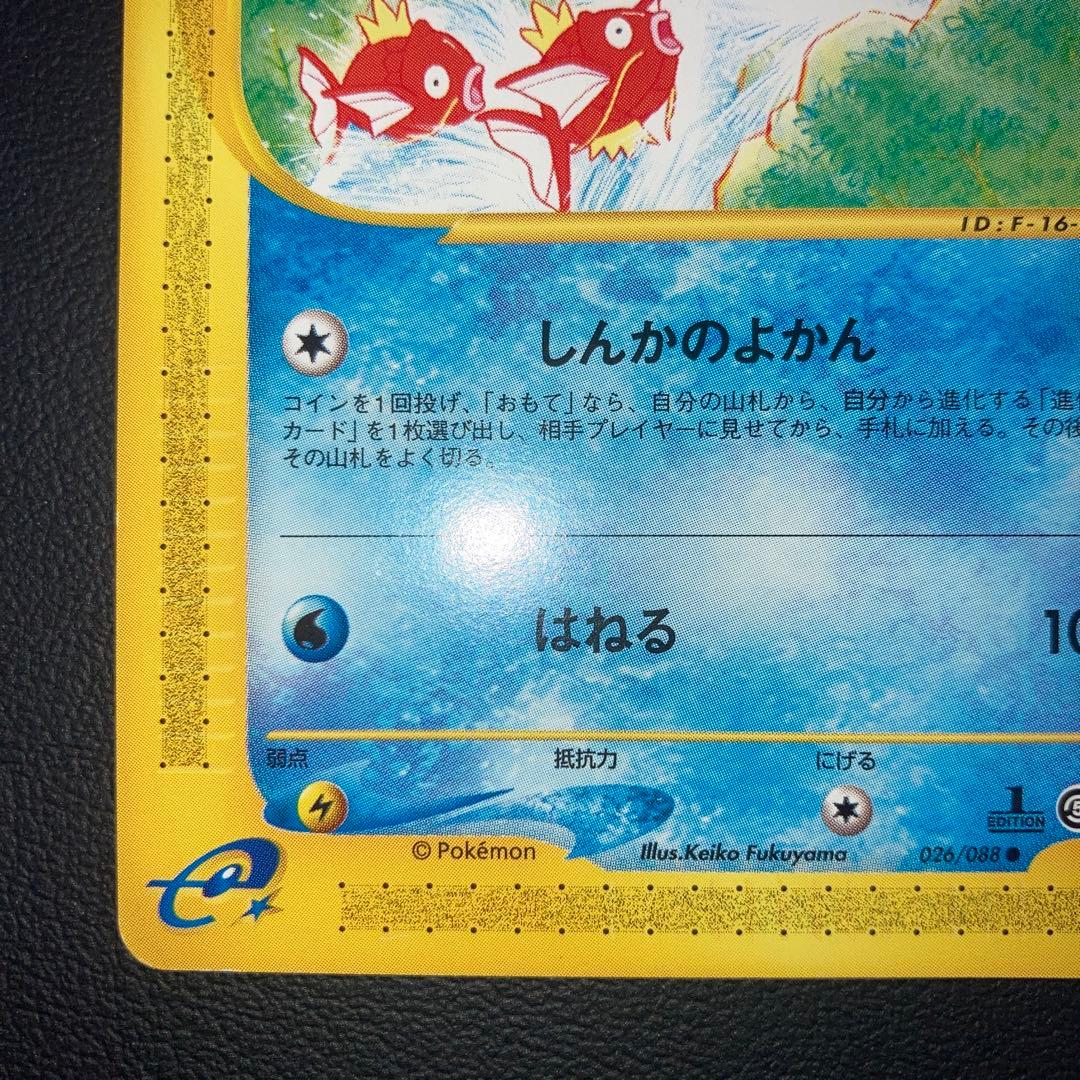 ID:F-16-
しんかのよかん
コインを1回投げ、「おもて」なら、自分の山札から、自分から進化する「進化
カード」を1枚選び出し、相手プレイヤーに見せてから、手札に加える。その後
その山札をよく切る。
はねる 10
弱点 抵抗力 にげる
1
EDITION
© Pokémon Illus.Keiko Fukuyama 026/088 ●
e